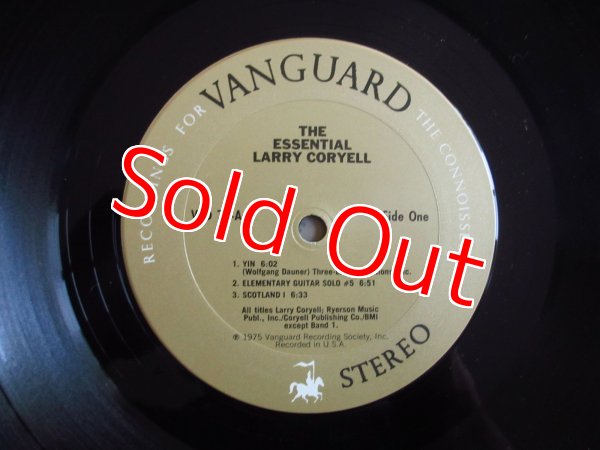 RECORDINGS FOR VANGUARD THE CONNOISSEUR
THE
ESSENTIAL
LARRY CORYELL
Sold Out
Side One
1. YIN 6:02
(Wolfgang Dauner)
2. ELEMENTARY GUITAR SOLO #5 6:51
3. SCOTLAND I 6:33
All titles Larry Coryell; Ryerson Music
Publ., Inc./Coryell Publishing Co./BMI
except Band 1.
℗ 1975 Vanguard Recording Society, Inc.
Recorded in U.S.A.
STEREO